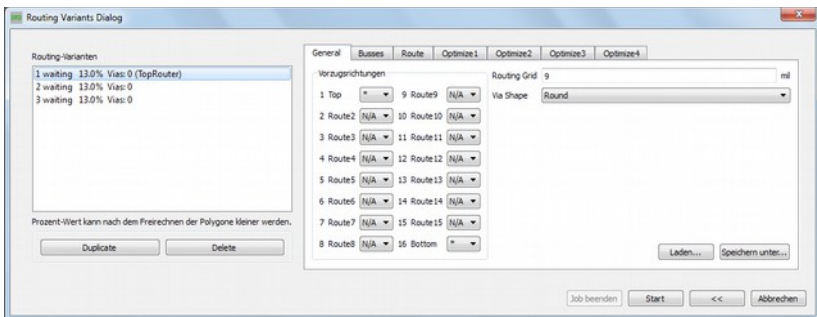 Routing Variants Dialog
Routing-Varianten
1 waiting 13.0% Vias: 0 (TopRouter)
2 waiting 13.0% Vias: 0
3 waiting 13.0% Vias: 0
Prozent-Wert kann nach dem Freirechnen der Polygone kleiner werden.
Duplicate Delete
General Busses Route Optimize1 Optimize2 Optimize3 Optimize4
Vorzugsrichtungen
1 Top * 9 Route9 N/A
2 Route2 N/A 10 Route10 N/A
3 Route3 N/A 11 Route11 N/A
4 Route4 N/A 12 Route12 N/A
5 Route5 N/A 13 Route13 N/A
6 Route6 N/A 14 Route14 N/A
7 Route7 N/A 15 Route15 N/A
8 Route8 N/A 16 Bottom *
Routing Grid 9 mil
Via Shape Round
Laden... Speichern unter...
Job beenden Start << Abbrechen